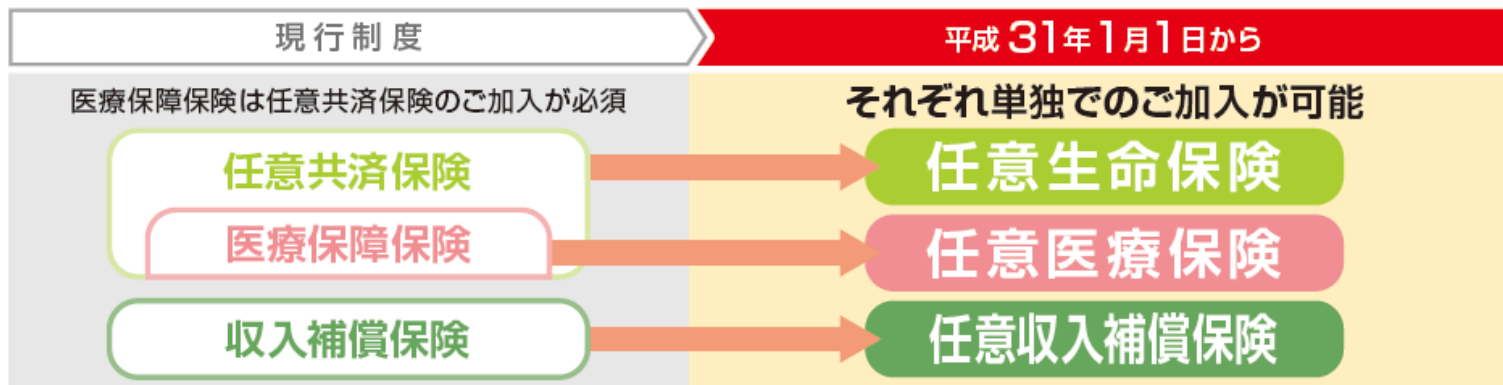 現行制度
平成31年1月1日から
医療保障保険は任意共済保険のご加入が必須
それぞれ単独でのご加入が可能
任意共済保険
任意生命保険
医療保障保険
任意医療保険
収入補償保険
任意収入補償保険